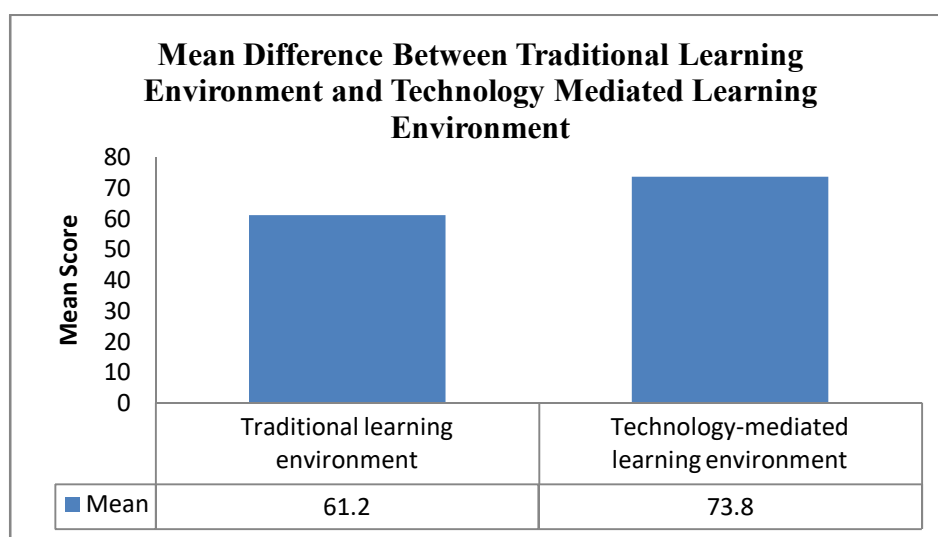 Mean Difference Between Traditional Learning
Environment and Technology Mediated Learning
Environment
80
70
60
50
40
30
20
10
0
Mean Score
Traditional learning
environment
Technology-mediated
learning environment
Mean
61.2
73.8